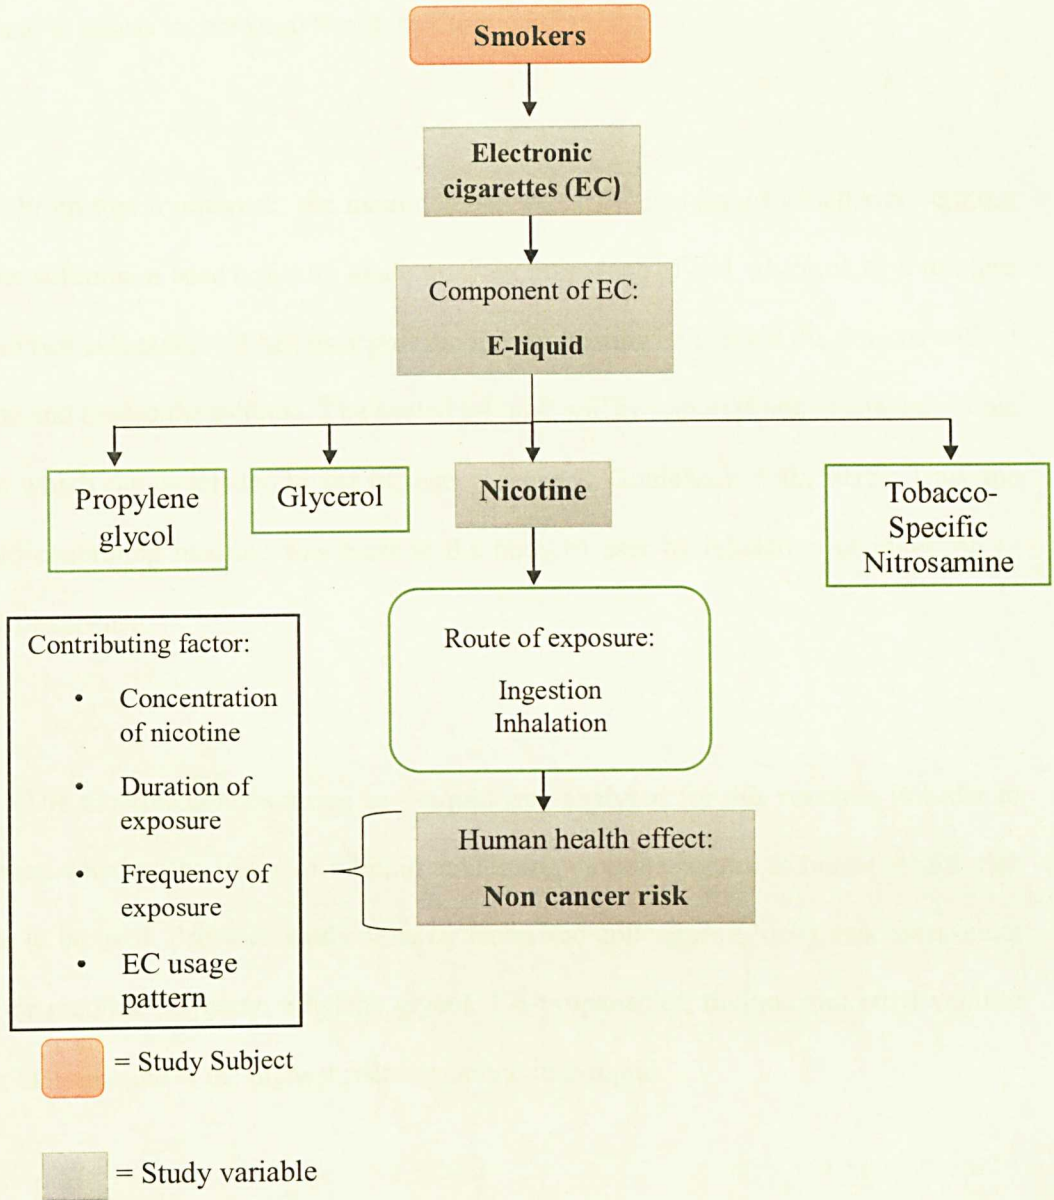 Smokers
Electronic
cigarettes (EC)
Component of EC:
E-liquid
Propylene
glycol
Glycerol
Nicotine
Tobacco-
Specific
Nitrosamine
Contributing factor:
• Concentration
of nicotine
• Duration of
exposure
• Frequency of
exposure
• EC usage
pattern
Route of exposure:
Ingestion
Inhalation
Human health effect:
Non cancer risk
= Study Subject
= Study variable